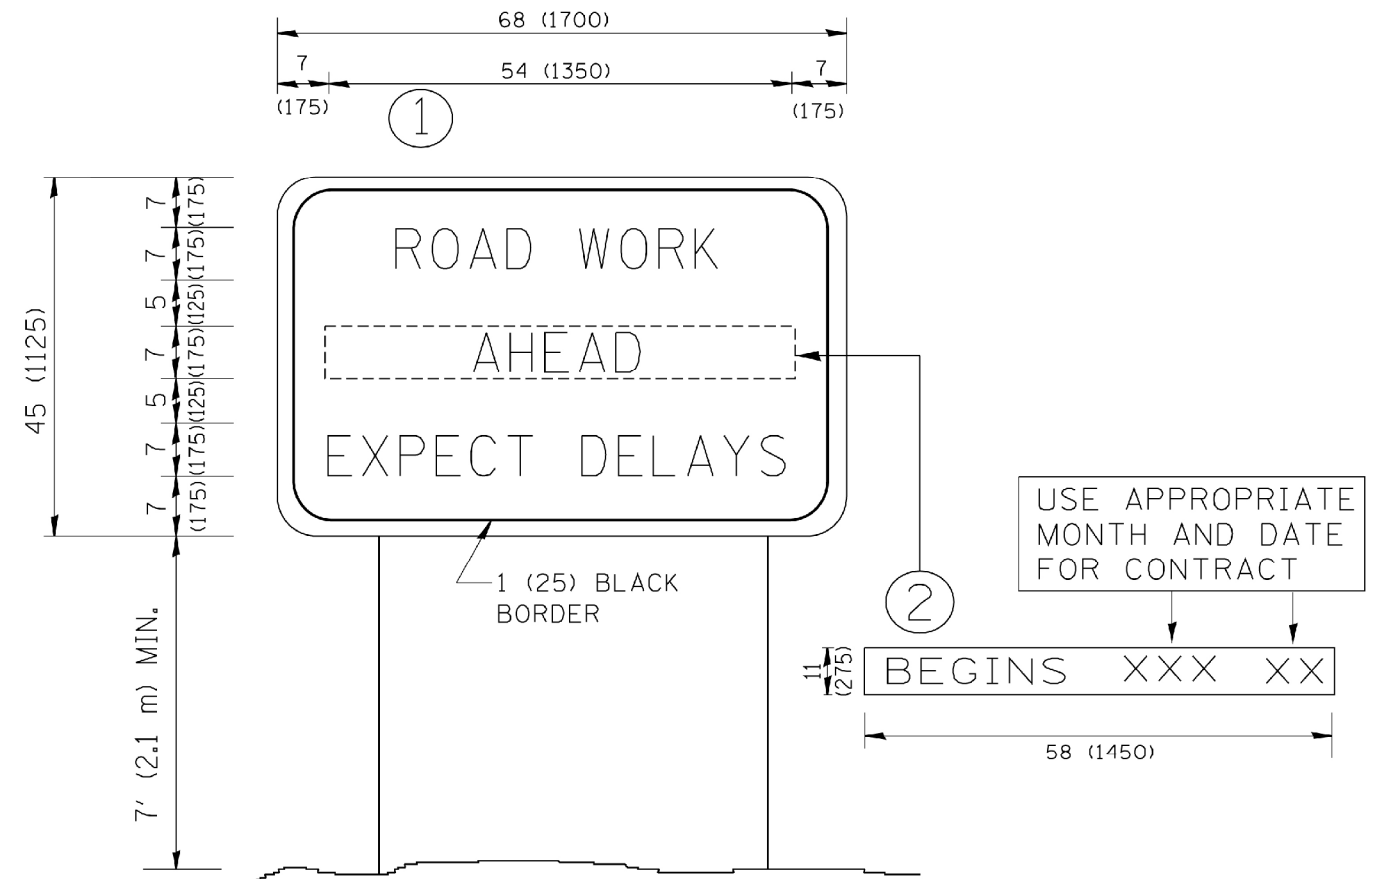 68 (1700)
7
54 (1350)
7
(175)
(175)
1
7
(175)
7
(175)
5
(125)
7
(175)
5
(125)
7
(175)
7
(175)
45 (1125)
ROAD WORK
AHEAD
EXPECT DELAYS
1 (25) BLACK
BORDER
7' (2.1 m) MIN.
USE APPROPRIATE
MONTH AND DATE
FOR CONTRACT
2
11
(275)
BEGINS XXX XX
58 (1450)